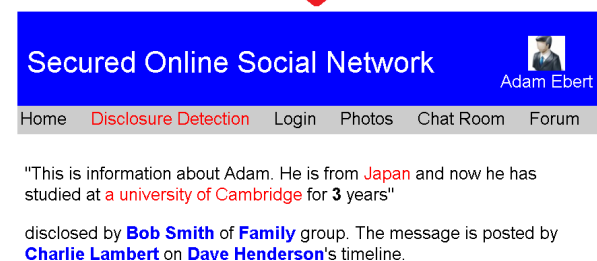 Secured Online Social Network
Adam Ebert
Home Disclosure Detection Login Photos Chat Room Forum
"This is information about Adam. He is from Japan and now he has
studied at a university of Cambridge for 3 years"
disclosed by Bob Smith of Family group. The message is posted by
Charlie Lambert on Dave Henderson's timeline.